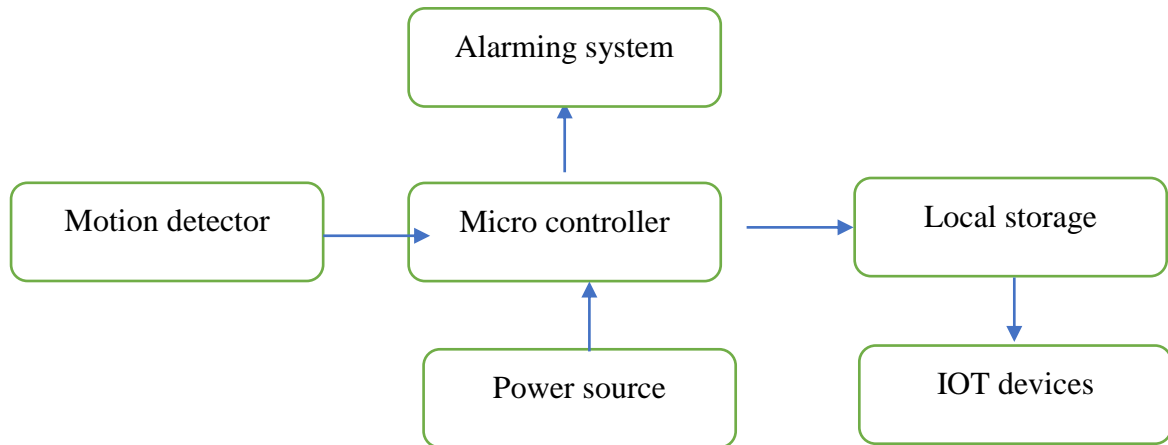 Alarming system
Motion detector
Micro controller
Local storage
Power source
IOT devices